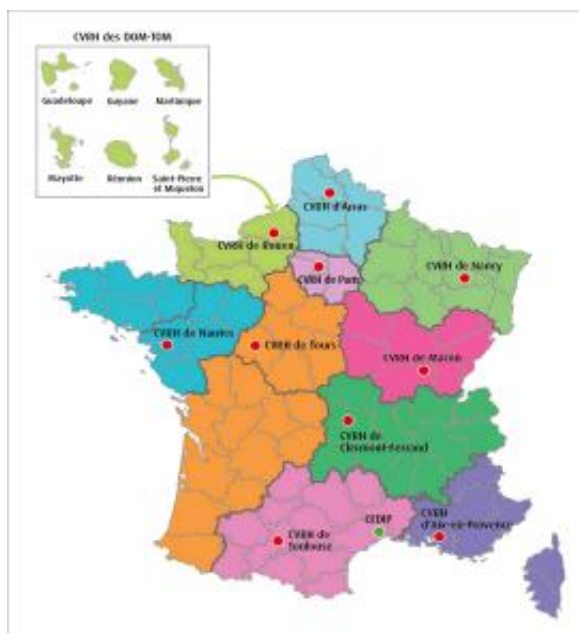 CVRH des DOM-TOM
Guadeloupe
Guyane
Martinique
Mayotte
Réunion
Saint-Pierre
et Miquelon
CVRH d'Arras
CVRH de Rouen
CVRH de Paris
CVRH de Nancy
CVRH de Nantes
CVRH de Tours
CVRH de Macon
CVRH de
Clermont-Ferrand
CEDIP
CVRH
d'Aix-en-Provence
CVRH de
Toulouse